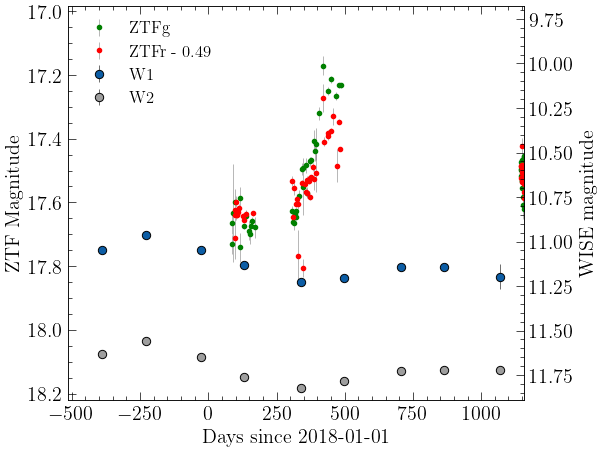 17.0
17.2
17.4
17.6
17.8
18.0
18.2
ZTF Magnitude
ZTFg
ZTFr - 0.49
W1
W2
9.75
10.00
10.25
10.50
10.75
11.00
11.25
11.50
11.75
WISE magnitude
−500 −250 0 250 500 750 1000
Days since 2018-01-01